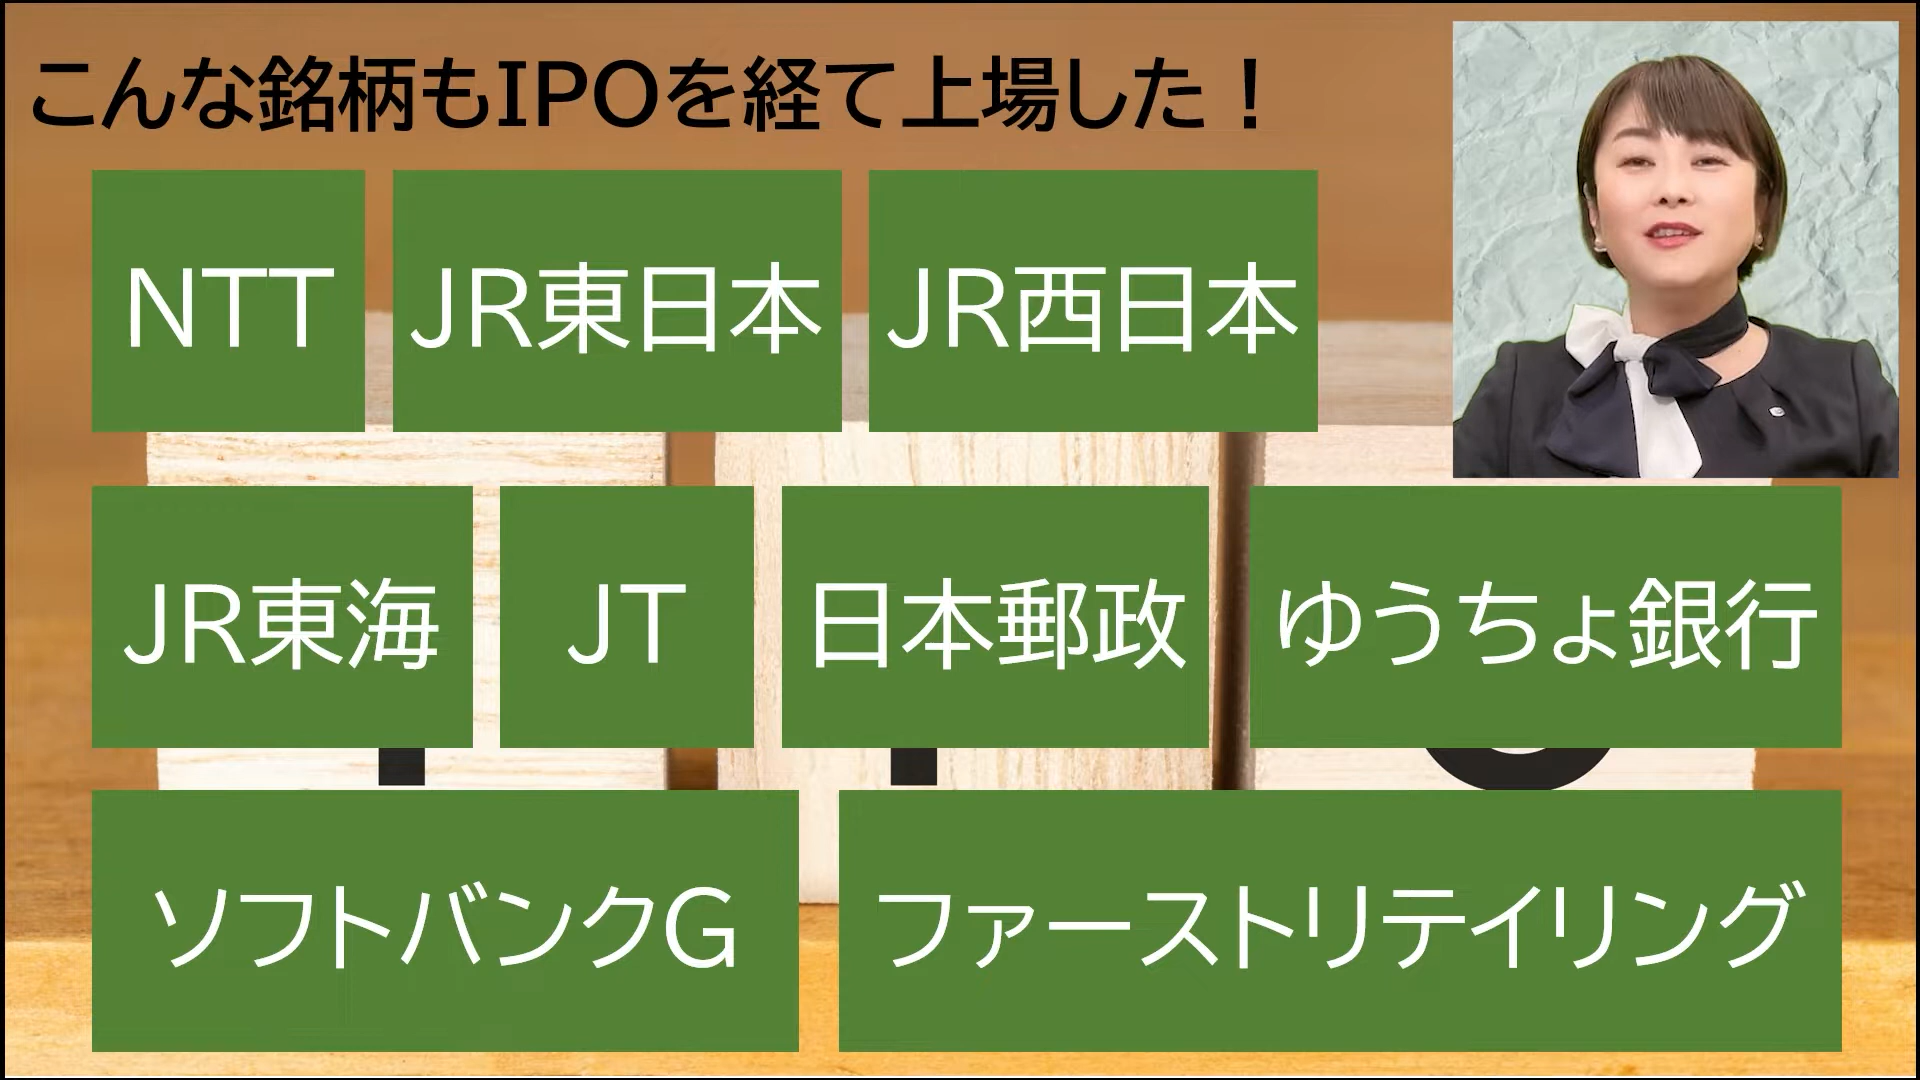 こんな銘柄もIPOを経て上場した！
NTT
JR東日本
JR西日本
JR東海
JT
日本郵政
ゆうちょ銀行
ソフトバンクG
ファーストリテイリング